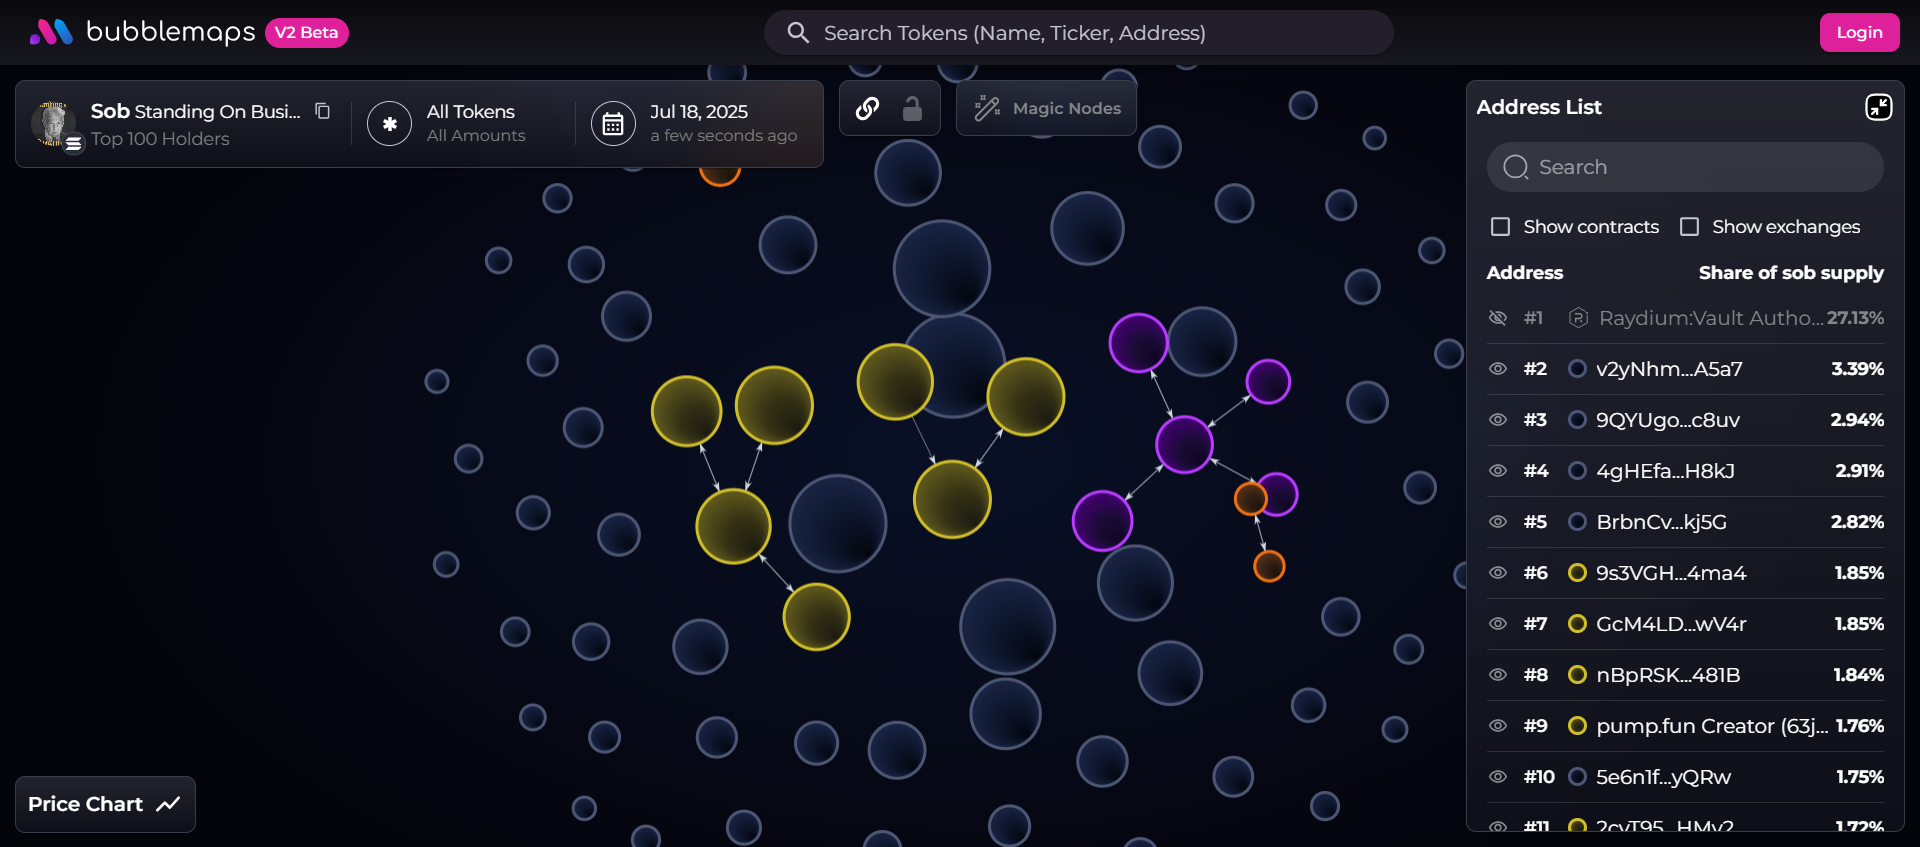 bubblemaps V2 Beta
Search Tokens (Name, Ticker, Address)
Login
Sob Standing On Busi...
Top 100 Holders
All Tokens
All Amounts
Jul 18, 2025
a few seconds ago
Magic Nodes
Address List
Search
Show contracts Show exchanges
Address Share of sob supply
#1 Raydium:Vault Autho... 27.13%
#2 v2yNhm...A5a7 3.39%
#3 9QYUgo...c8uv 2.94%
#4 4gHEfa...H8kJ 2.91%
#5 BrbnCv...kj5G 2.82%
#6 9s3VGH...4ma4 1.85%
#7 GcM4LD...wV4r 1.85%
#8 nBpRSK...481B 1.84%
#9 pump.fun Creator (63j... 1.76%
#10 5e6n1f...yQRw 1.75%
#11 1.72%
Price Chart